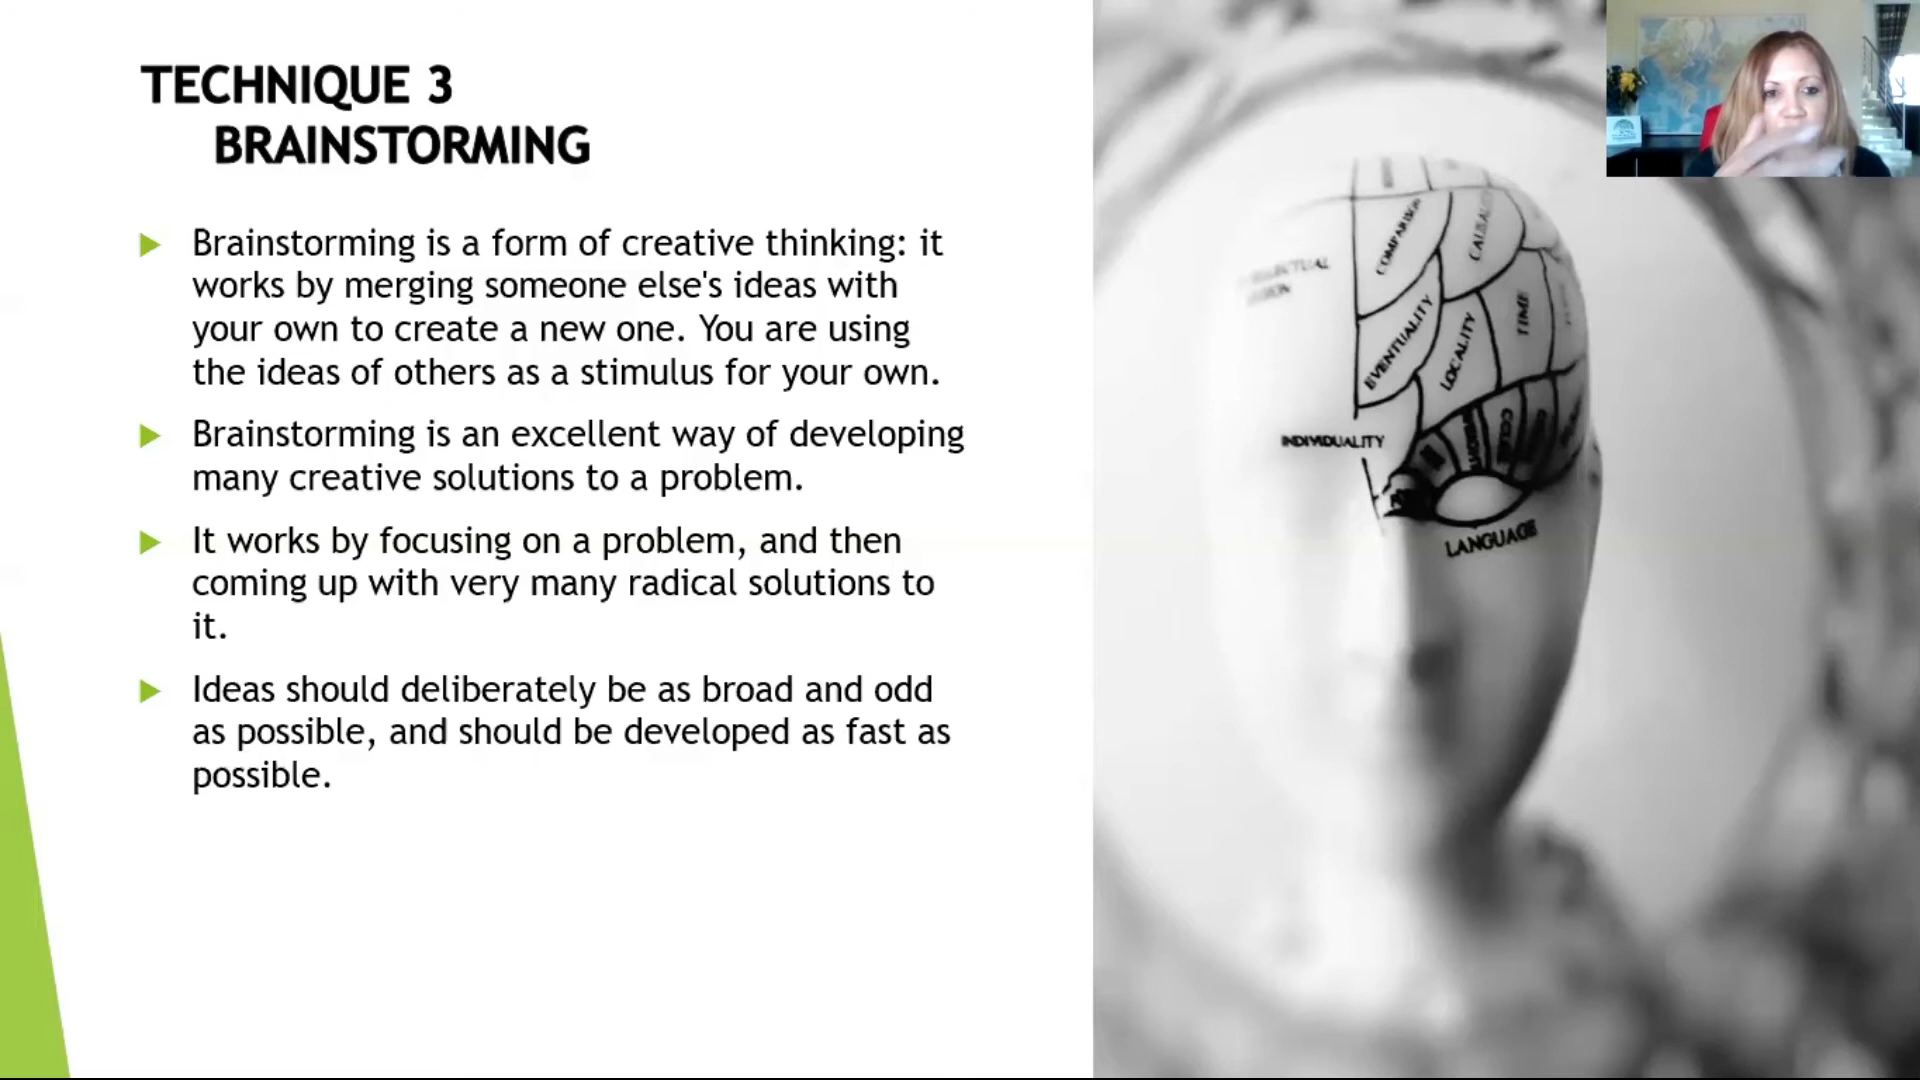 TECHNIQUE 3
BRAINSTORMING
Brainstorming is a form of creative thinking: it
works by merging someone else's ideas with
your own to create a new one. You are using
the ideas of others as a stimulus for your own.
Brainstorming is an excellent way of developing
many creative solutions to a problem.
It works by focusing on a problem, and then
coming up with very many radical solutions to
it.
Ideas should deliberately be as broad and odd
as possible, and should be developed as fast as
possible.
COMPARISON
EVENTUALITY
LOCALITY
TIME
INDIVIDUALITY
LANGUAGE